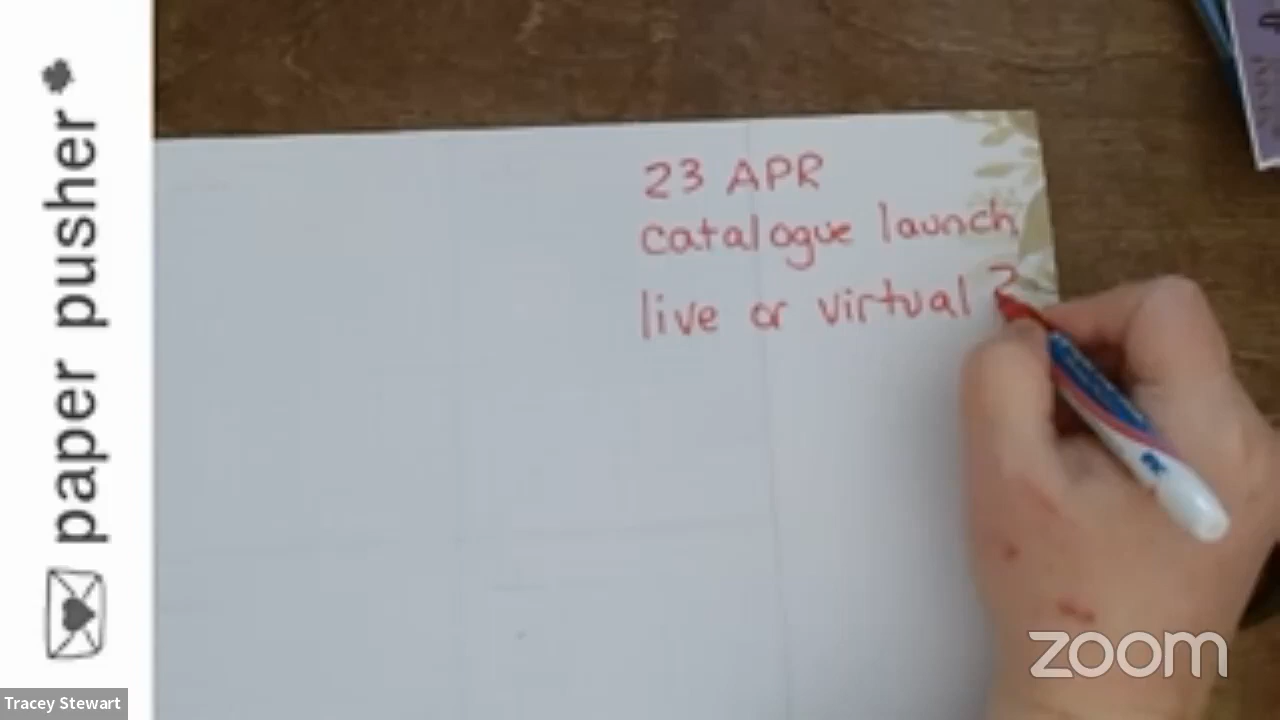 paper pusher
23 APR
catalogue launch
live or virtual ?
zoom
Tracey Stewart